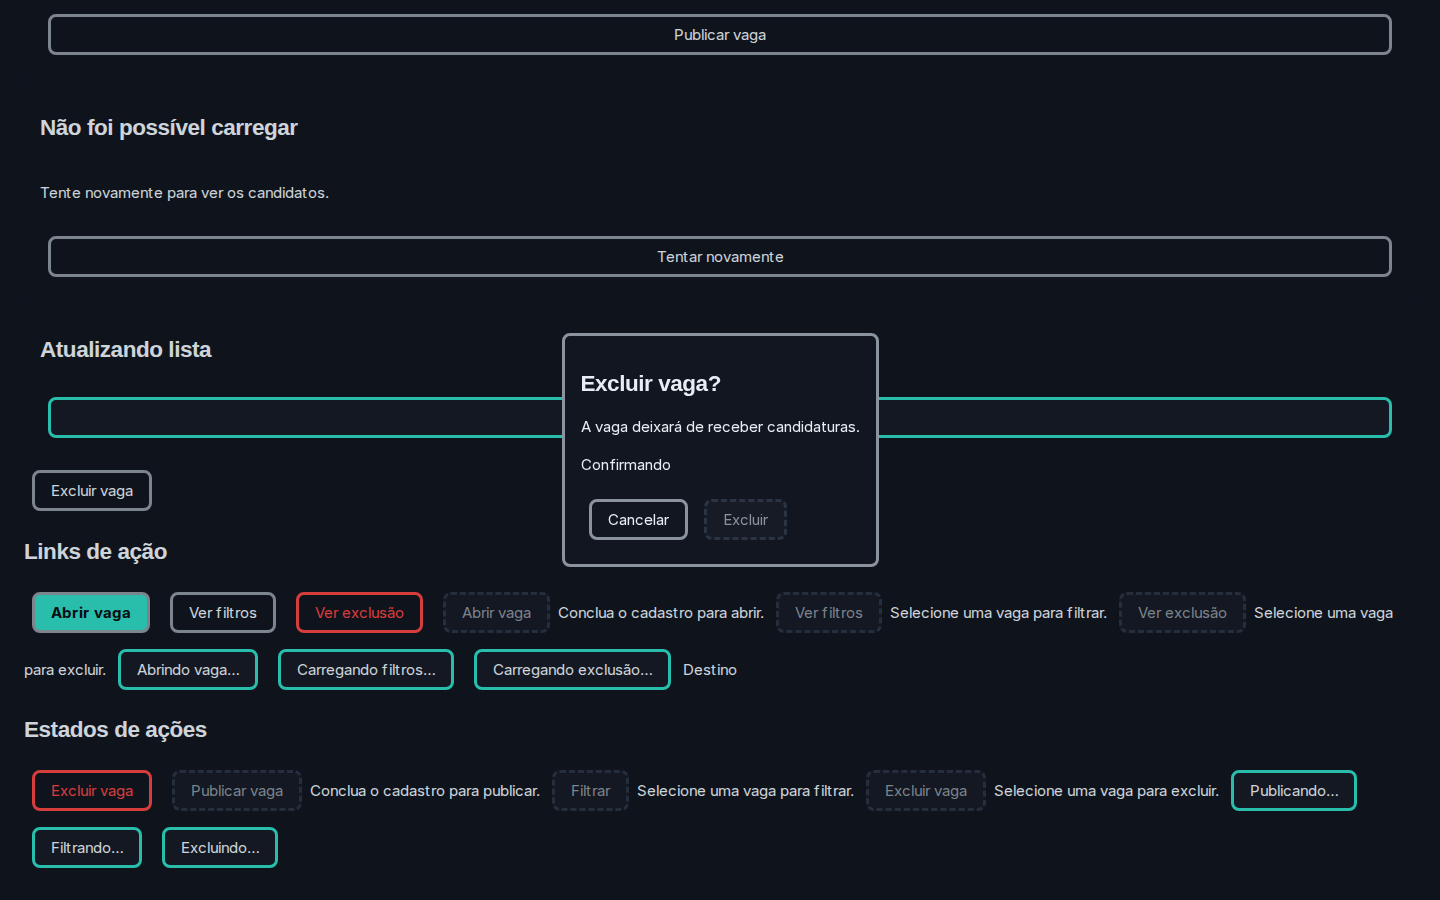 Publicar vaga
Não foi possível carregar
Tente novamente para ver os candidatos.
Tentar novamente
Atualizando lista
Excluir vaga?
A vaga deixará de receber candidaturas.
Confirmando
Cancelar Excluir
Excluir vaga
Links de ação
Abrir vaga Ver filtros Ver exclusão Abrir vaga Conclua o cadastro para abrir. Ver filtros Selecione uma vaga para filtrar. Ver exclusão Selecione uma vaga
para excluir. Abrindo vaga... Carregando filtros... Carregando exclusão... Destino
Estados de ações
Excluir vaga Publicar vaga Conclua o cadastro para publicar. Filtrar Selecione uma vaga para filtrar. Excluir vaga Selecione uma vaga para excluir. Publicando...
Filtrando... Excluindo...